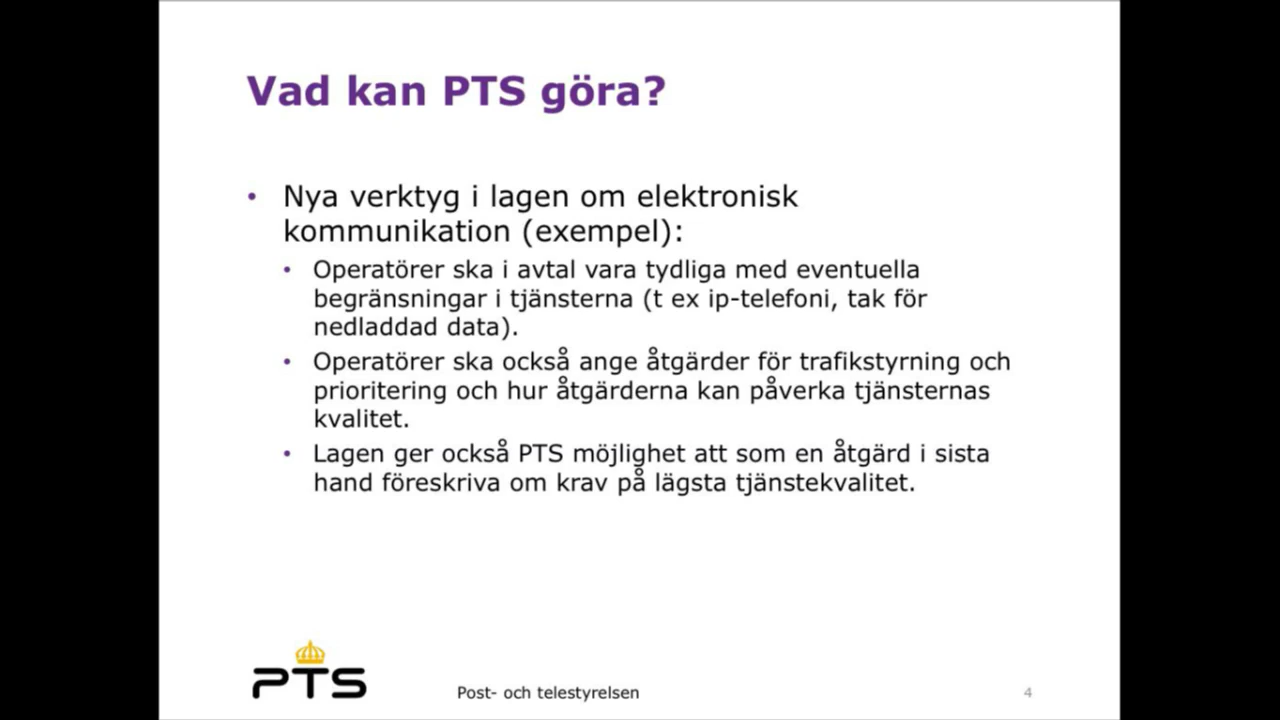 Vad kan PTS göra?
• Nya verktyg i lagen om elektronisk
kommunikation (exempel):
• Operatörer ska i avtal vara tydliga med eventuella
begränsningar i tjänsterna (t ex ip-telefoni, tak för
nedladdad data).
• Operatörer ska också ange åtgärder för trafikstyrning och
prioritering och hur åtgärderna kan påverka tjänsternas
kvalitet.
• Lagen ger också PTS möjlighet att som en åtgärd i sista
hand föreskriva om krav på lägsta tjänstekvalitet.
PTS
Post- och telestyrelsen
4